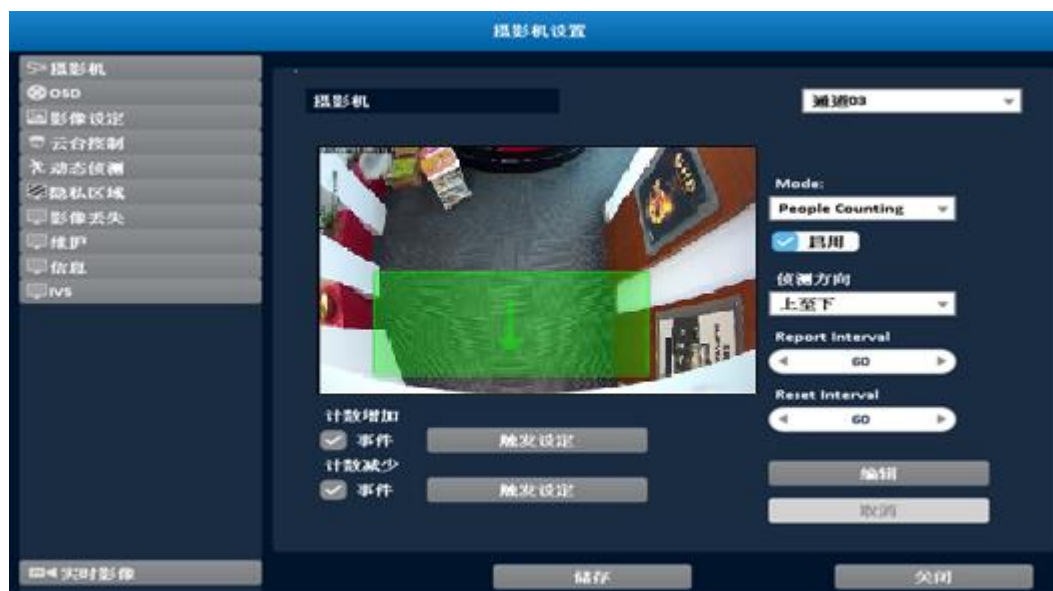 摄影机设置
摄影机
OSD
影像设定
云台控制
动态侦测
隐私区域
影像丢失
维护
信息
IVS
实时影像
摄影机
通道03
Mode:
People Counting
启用
侦测方向
上至下
Report Interval
60
Reset Interval
60
计数增加
事件
触发设定
计数减少
事件
触发设定
编辑
取消
储存
关闭